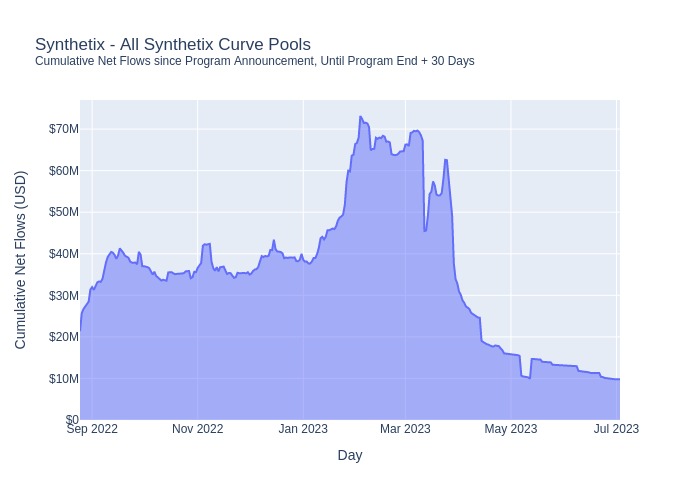 Synthetix - All Synthetix Curve Pools
Cumulative Net Flows since Program Announcement, Until Program End + 30 Days
$70M
$60M
$50M
$40M
$30M
$20M
$10M
$0
Cumulative Net Flows (USD)
Sep 2022 Nov 2022 Jan 2023 Mar 2023 May 2023 Jul 2023
Day